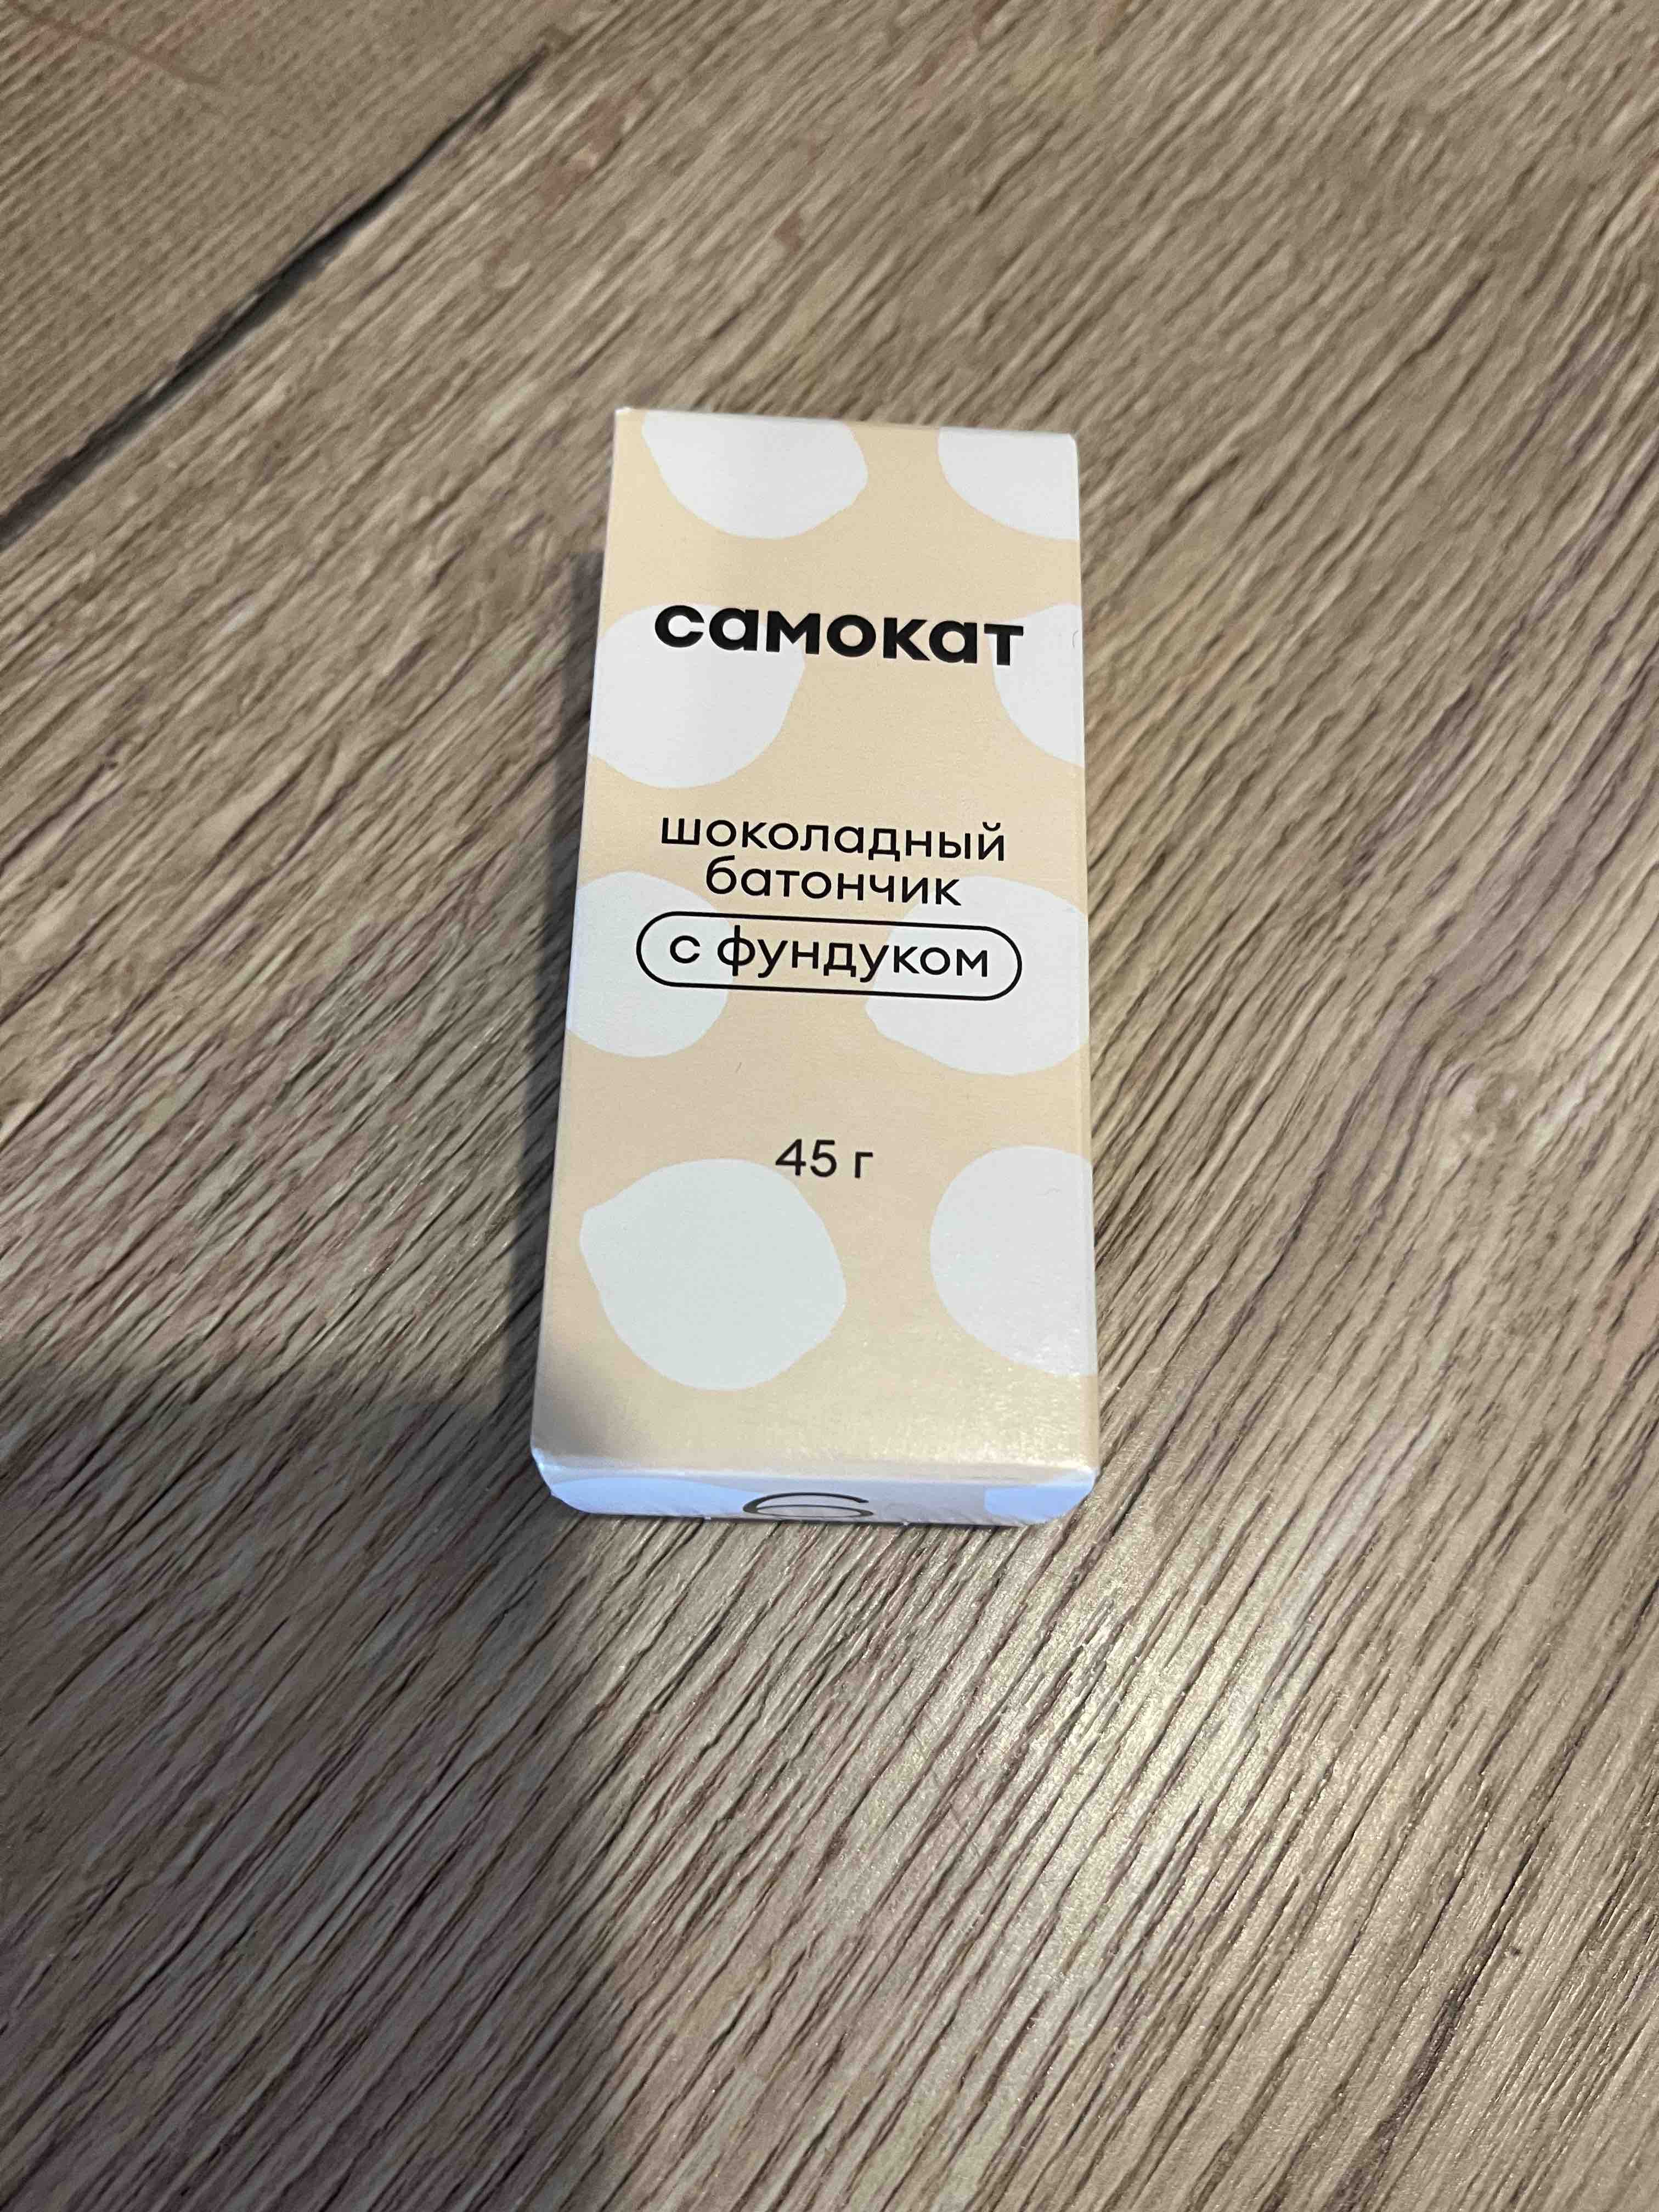 самокат
шоколадный
батончик
с фундуком
45 г